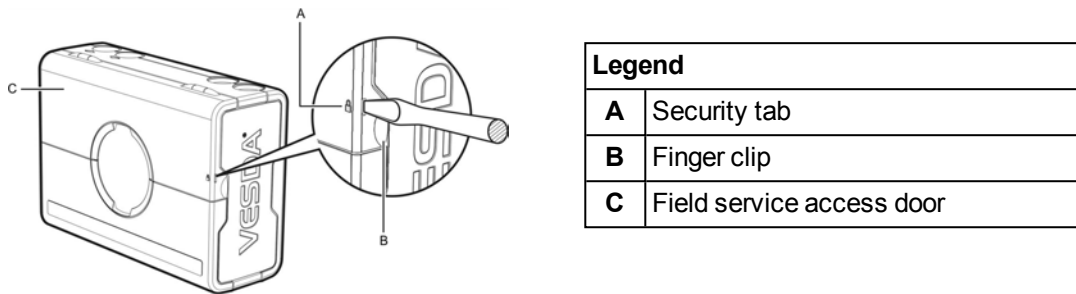 A
C
VESDA
B
Legend
A Security tab
B Finger clip
C Field service access door